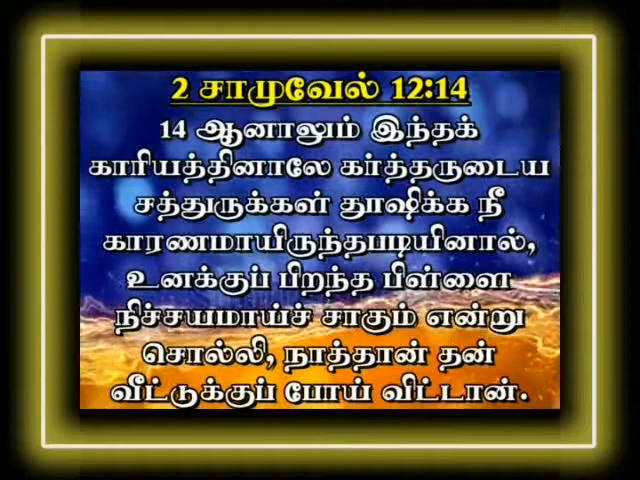 2 சாமுவேல் 12:14
14 ஆனாலும் இந்தக்
காரியத்தினாலே கர்த்தருடைய
சத்துருக்கள் தூஷிக்க நீ
காரணமாயிருந்தபடியினால்,
உனக்குப் பிறந்த பிள்ளை
நிச்சயமாய்ச் சாகும் என்று
சொல்லி, நாத்தான் தன்
வீட்டுக்குப் போய் விட்டான்.